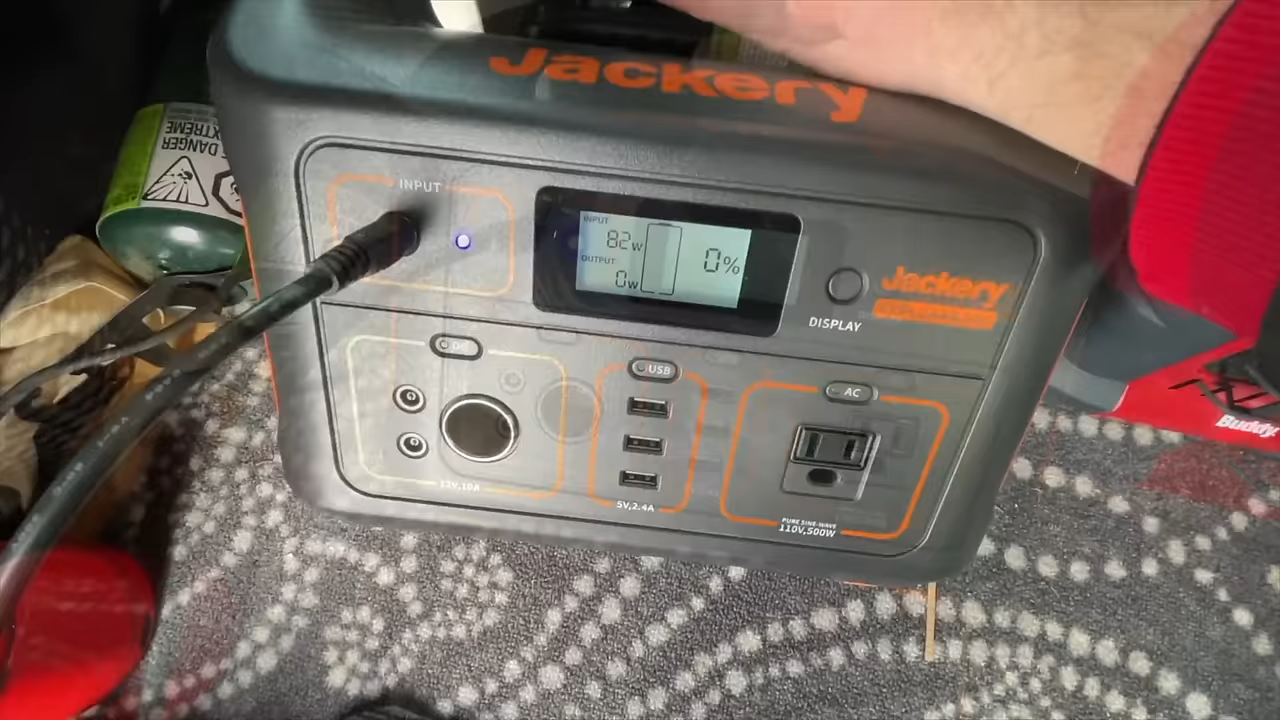 Jackery
DANGER
EXTREME
INPUT
INPUT
82w
0%
OUTPUT
0w
DISPLAY
Jackery
USB
AC
12V,10A
5V,2.4A
PURE SINE-WAVE
110V,500W
Buddy